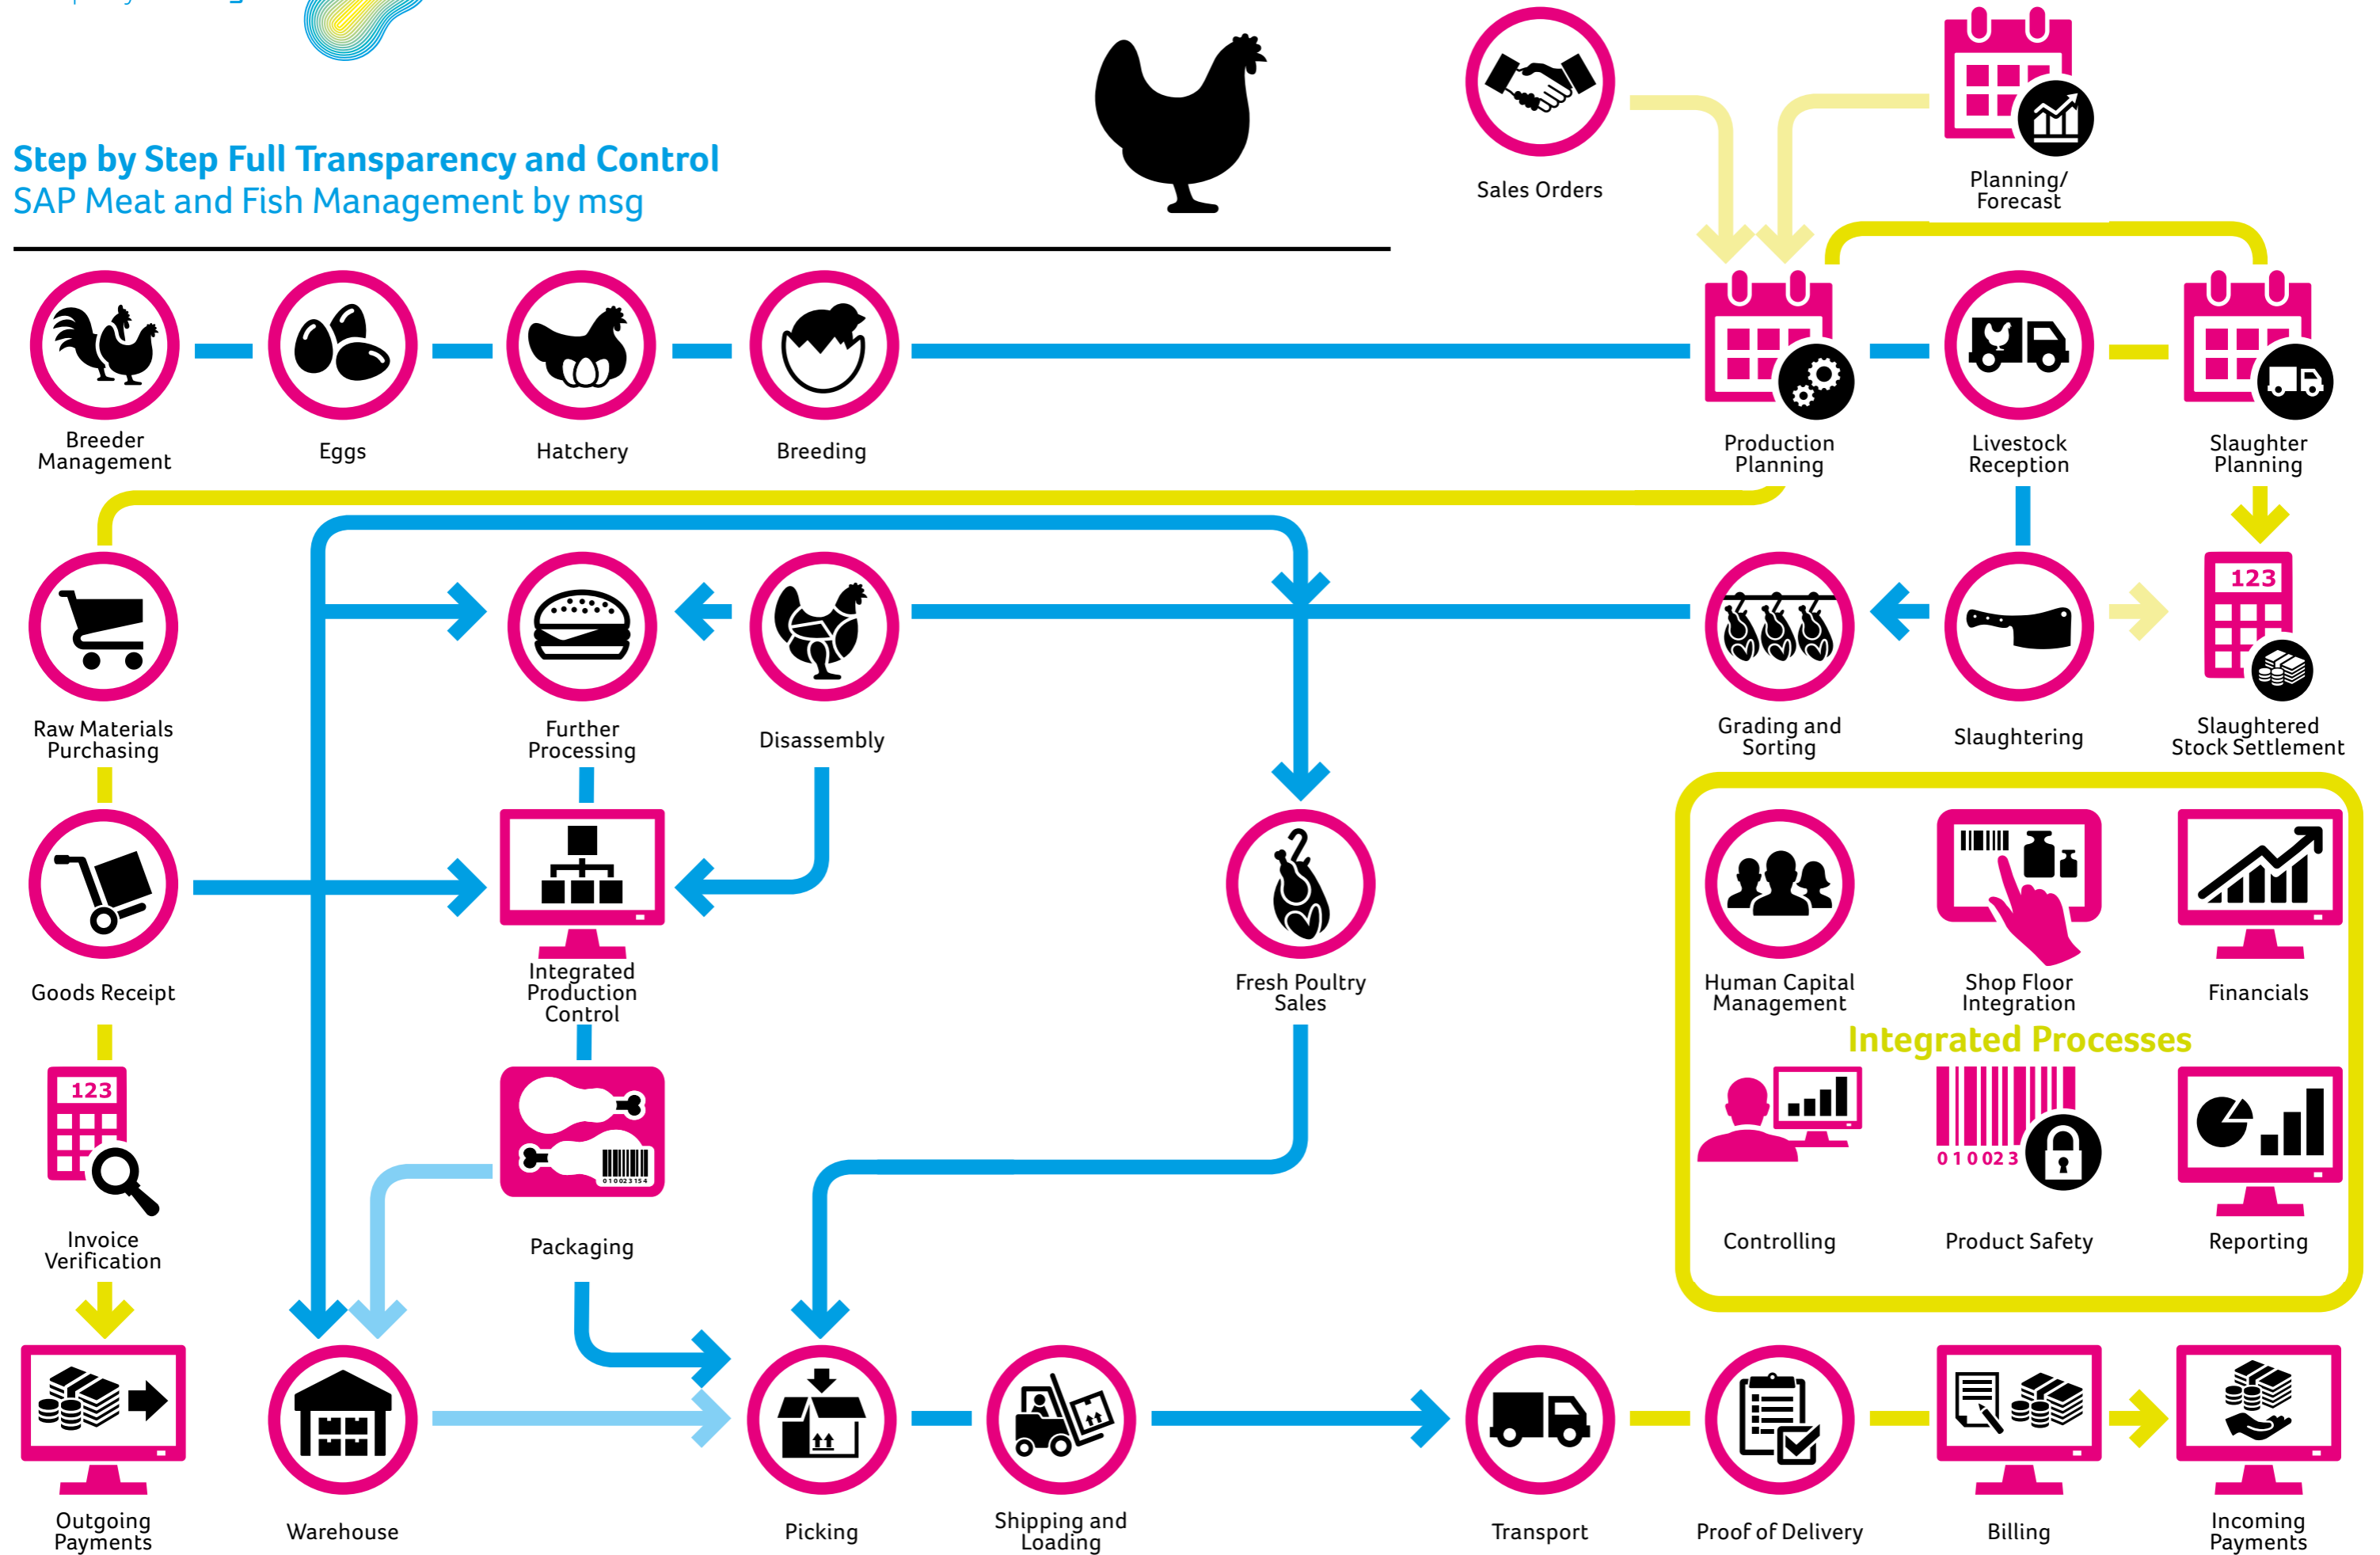 Step by Step Full Transparency and Control
SAP Meat and Fish Management by msg
Sales Orders
Planning/
Forecast
Breeder
Management
Eggs
Hatchery
Breeding
Production
Planning
Livestock
Reception
Slaughter
Planning
Raw Materials
Purchasing
Further
Processing
Disassembly
Grading and
Sorting
Slaughtering
123
Slaughtered
Stock Settlement
Goods Receipt
Integrated
Production
Control
Fresh Poultry
Sales
Human Capital
Management
Shop Floor
Integration
Financials
Integrated Processes
123
Invoice
Verification
010023154
Packaging
Controlling
010023
Product Safety
Reporting
Outgoing
Payments
Warehouse
Picking
Shipping and
Loading
Transport
Proof of Delivery
Billing
Incoming
Payments